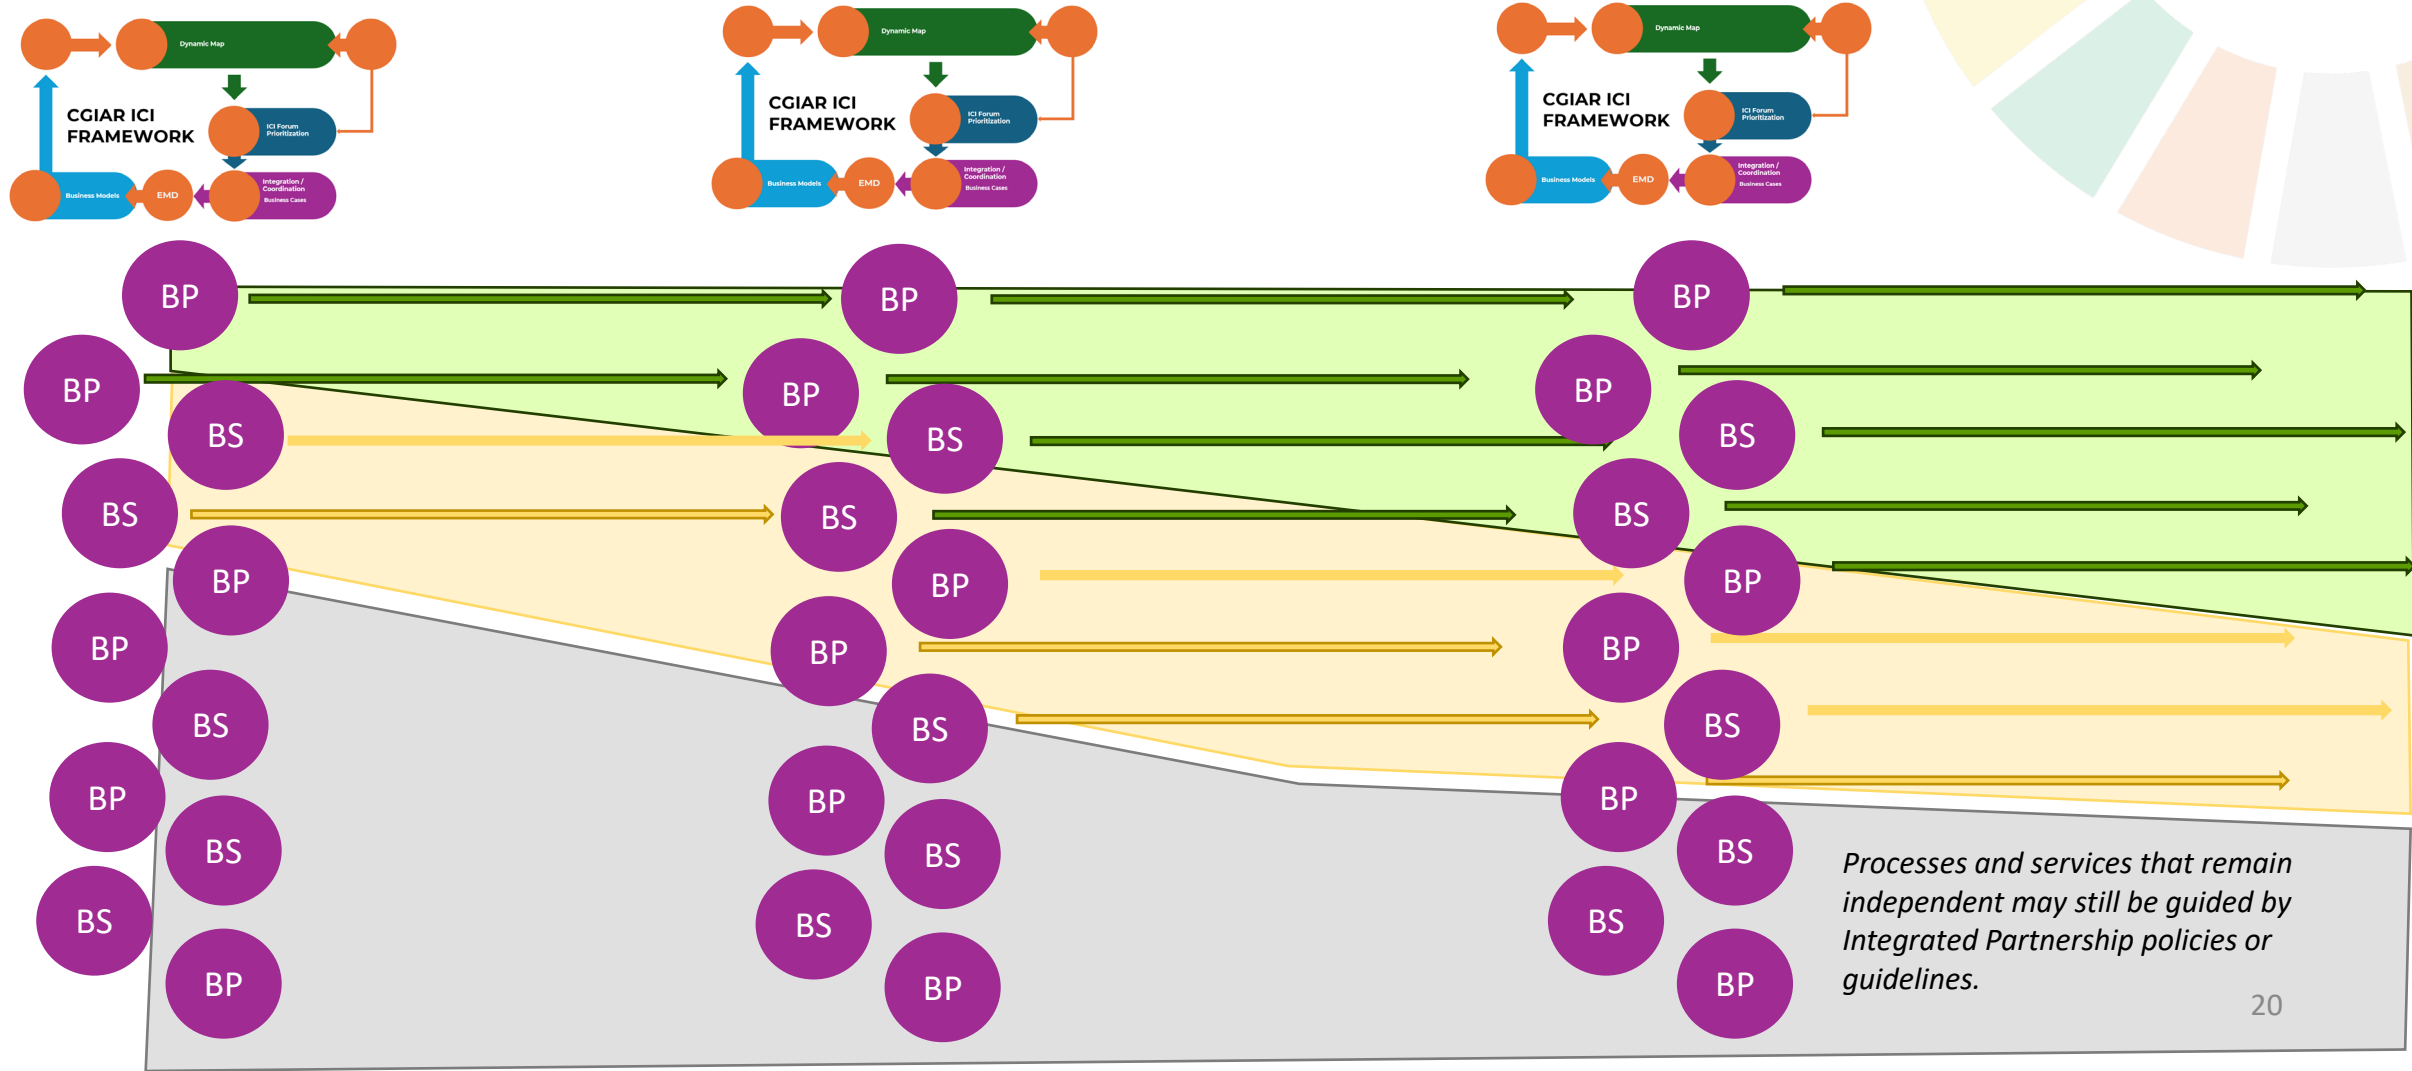 Dynamic Map
CGIAR ICI
FRAMEWORK
ICI Forum
Prioritization
Integration /
Coordination
Business Cases
EMD
Business Models
Dynamic Map
CGIAR ICI
FRAMEWORK
ICI Forum
Prioritization
Integration /
Coordination
Business Cases
EMD
Business Models
Dynamic Map
CGIAR ICI
FRAMEWORK
ICI Forum
Prioritization
Integration /
Coordination
Business Cases
EMD
Business Models
BP
BP
BS
BS
BP
BP
BS
BP
BS
BS
BP
BP
BP
BS
BS
BP
BP
BS
BP
BS
BS
BP
BP
BP
BS
BS
BP
BP
BS
BP
BS
BS
BP
Processes and services that remain
independent may still be guided by
Integrated Partnership policies or
guidelines.
20